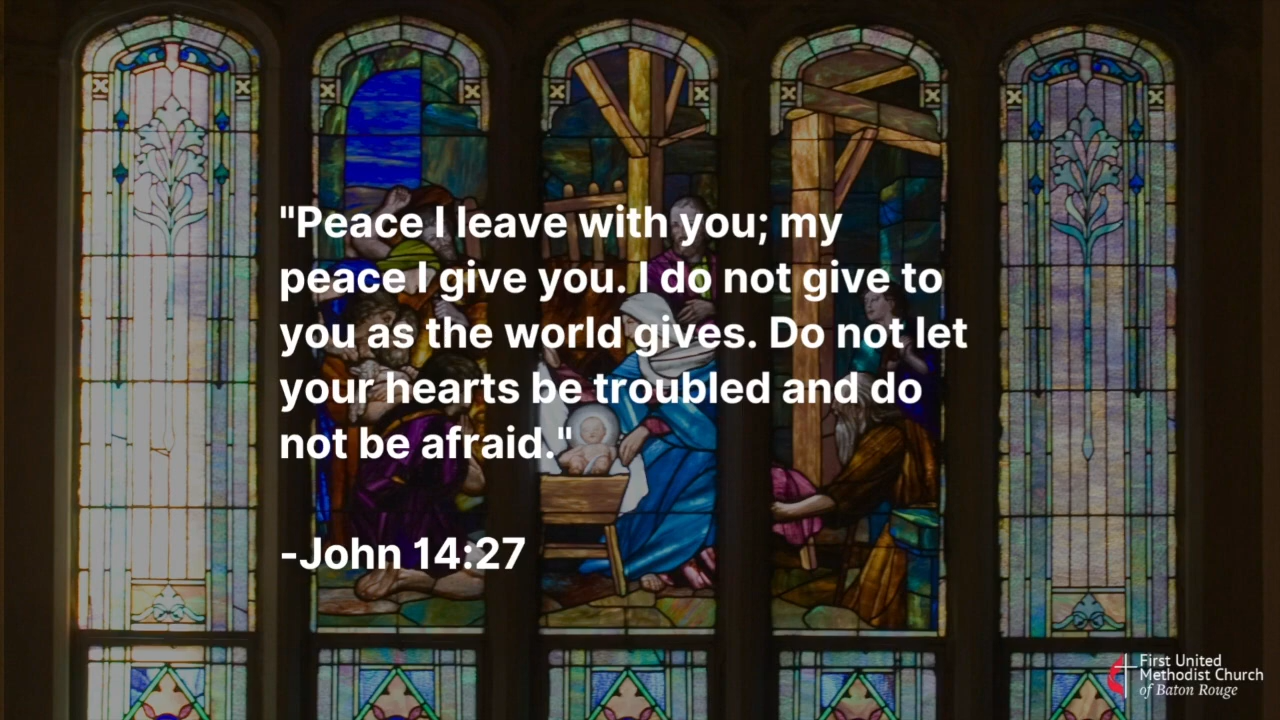 "Peace I leave with you; my
peace I give you. I do not give to
you as the world gives. Do not let
your hearts be troubled and do
not be afraid."
-John 14:27
First United
Methodist Church
of Baton Rouge